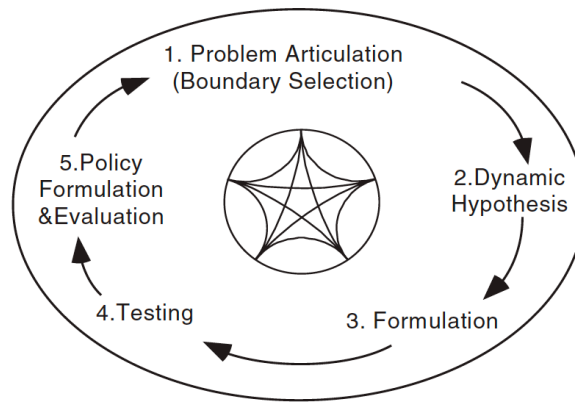 1. Problem Articulation
(Boundary Selection)
2.Dynamic
Hypothesis
3. Formulation
4.Testing
5.Policy
Formulation
&Evaluation